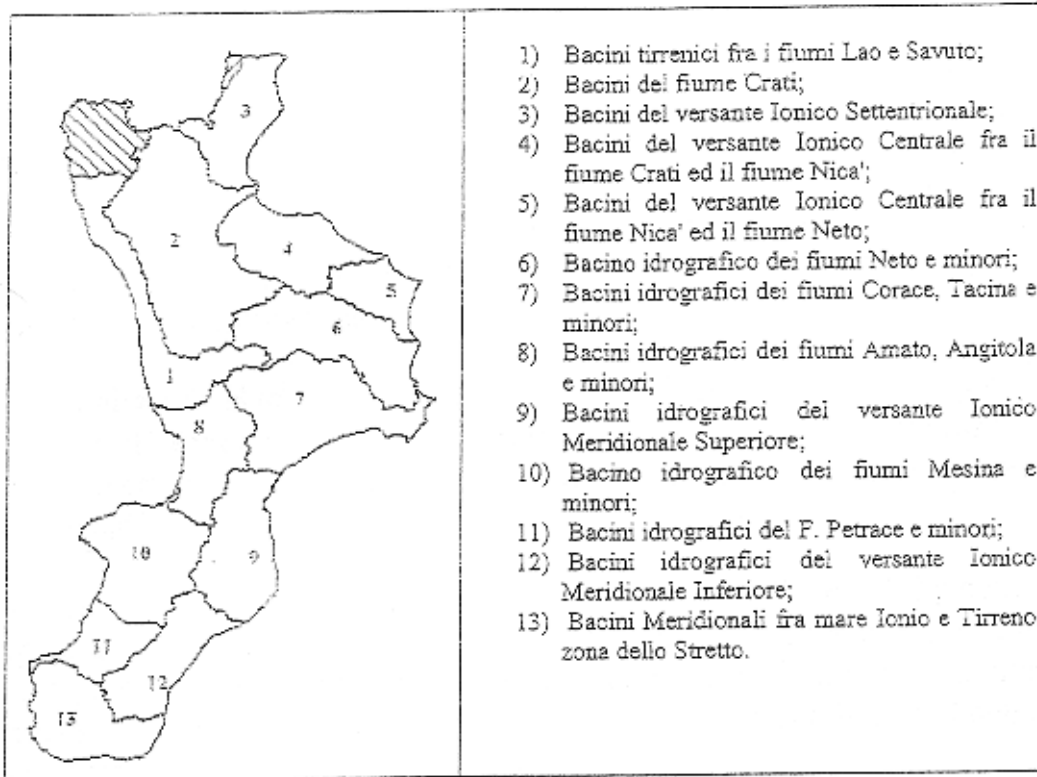 1) Bacini tirrenici fra i fiumi Lao e Savuto;
2) Bacini del fiume Crati;
3) Bacini del versante Ionico Settentrionale;
4) Bacini del versante Ionico Centrale fra il
fiume Crati ed il fiume Nica';
5) Bacini del versante Ionico Centrale fra il
fiume Nica' ed il fiume Neto;
6) Bacino idrografico dei fiumi Neto e minori;
7) Bacini idrografici dei fiumi Corace, Tacina e
minori;
8) Bacini idrografici dei fiumi Amato, Angitola
e minori;
9) Bacini idrografici del versante Ionico
Meridionale Superiore;
10) Bacino idrografico dei fiumi Mesina e
minori;
11) Bacini idrografici del F. Petrace e minori;
12) Bacini idrografici del versante Ionico
Meridionale Inferiore;
13) Bacini Meridionali fra mare Ionio e Tirreno
zona dello Stretto.
3
2
4
5
6
1
7
8
10
9
11
12
13